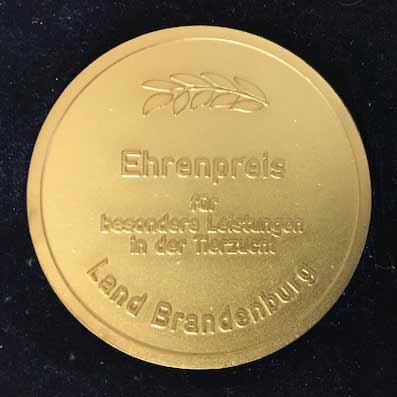 Ehrenpreis
für
besondere Leistungen
in der Tierzucht
Land Brandenburg